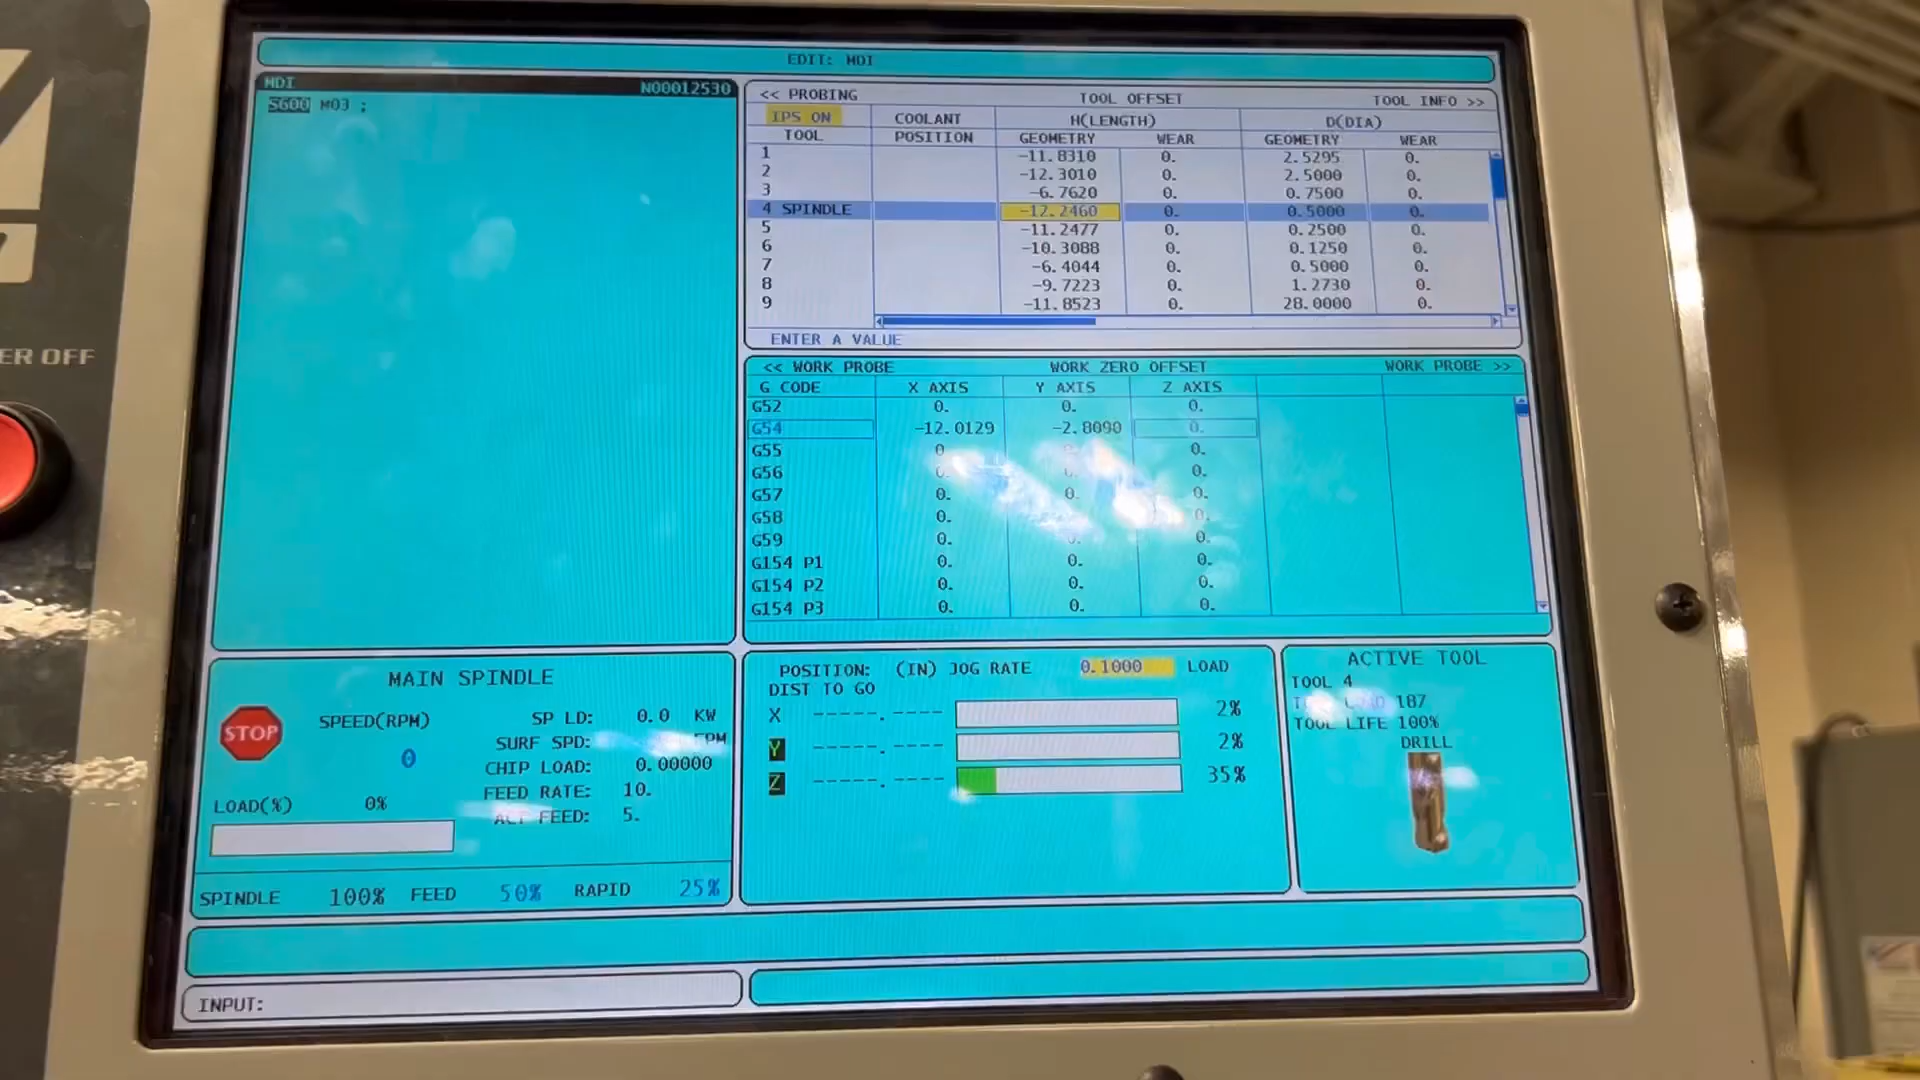 ER OFF
EDIT: MDI
MDI N00012530
S600 M03 ;
<< PROBING TOOL OFFSET TOOL INFO >>
IPS ON COOLANT H(LENGTH) D(DIA)
TOOL POSITION GEOMETRY WEAR GEOMETRY WEAR
1 -11.8310 0. 2.5295 0.
2 -12.3010 0. 2.5000 0.
3 -6.7620 0. 0.7500 0.
4 SPINDLE -12.2460 0. 0.5000 0.
5 -11.2477 0. 0.2500 0.
6 -10.3088 0. 0.1250 0.
7 -6.4044 0. 0.5000 0.
8 -9.7223 0. 1.2730 0.
9 -11.8523 0. 28.0000 0.
ENTER A VALUE
<< WORK PROBE WORK ZERO OFFSET WORK PROBE >>
G CODE X AXIS Y AXIS Z AXIS
G52 0. 0. 0.
G54 -12.0129 -2.8090 0.
G55 0. 0.
G56 0. 0.
G57 0. 0. 0.
G58 0. 0.
G59 0. 0.
G154 P1 0. 0. 0.
G154 P2 0. 0. 0.
G154 P3 0. 0. 0.
MAIN SPINDLE
STOP
SPEED(RPM)
0
LOAD(%) 0%
SP LD: 0.0 KW
SURF SPD: FPM
CHIP LOAD: 0.00000
FEED RATE: 10.
ACT FEED: 5.
SPINDLE 100% FEED 50% RAPID 25%
POSITION: (IN) JOG RATE 0.1000 LOAD
DIST TO GO
X -----.---- 2%
Y -----.---- 2%
Z -----.---- 35%
ACTIVE TOOL
TOOL 4
187
TOOL LIFE 100%
DRILL
INPUT: